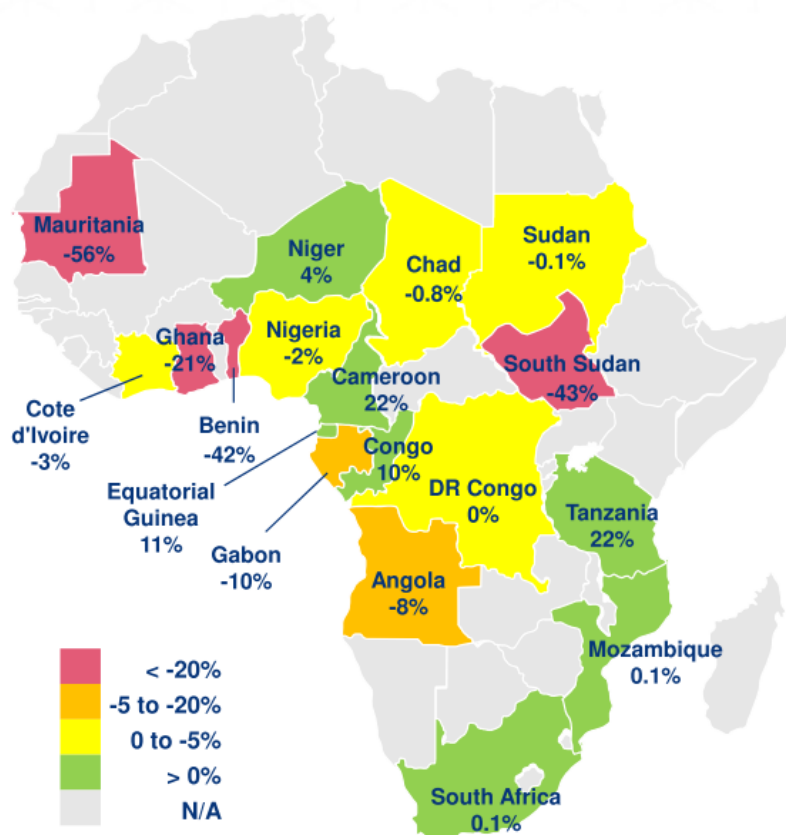 Mauritania
-56%
Niger
4%
Chad
-0.8%
Sudan
-0.1%
Ghana
-21%
Nigeria
-2%
South Sudan
-43%
Cameroon
22%
Cote
d'Ivoire
-3%
Benin
-42%
Congo
10%
Equatorial
Guinea
11%
DR Congo
0%
Tanzania
22%
Gabon
-10%
Angola
-8%
Mozambique
0.1%
South Africa
0.1%
< -20%
-5 to -20%
0 to -5%
> 0%
N/A